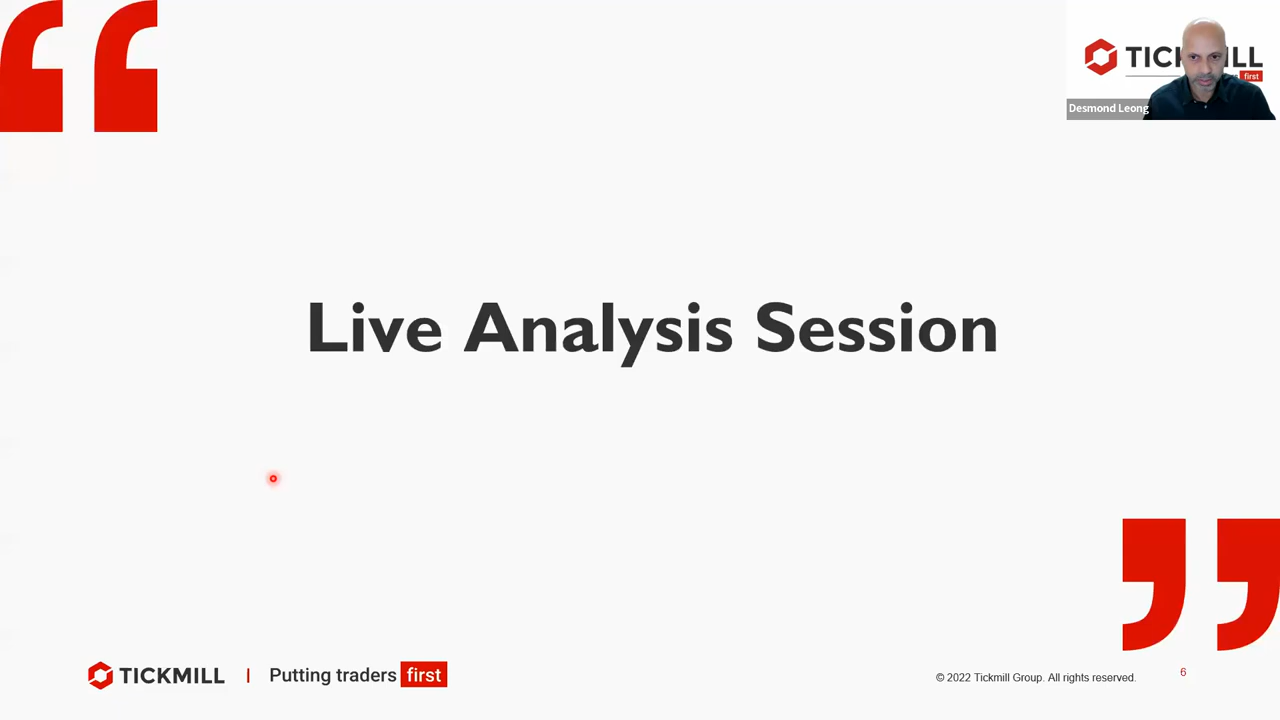 TICKMILL
first
Desmond Leong
Live Analysis Session
TICKMILL | Putting traders first
© 2022 Tickmill Group. All rights reserved.
6